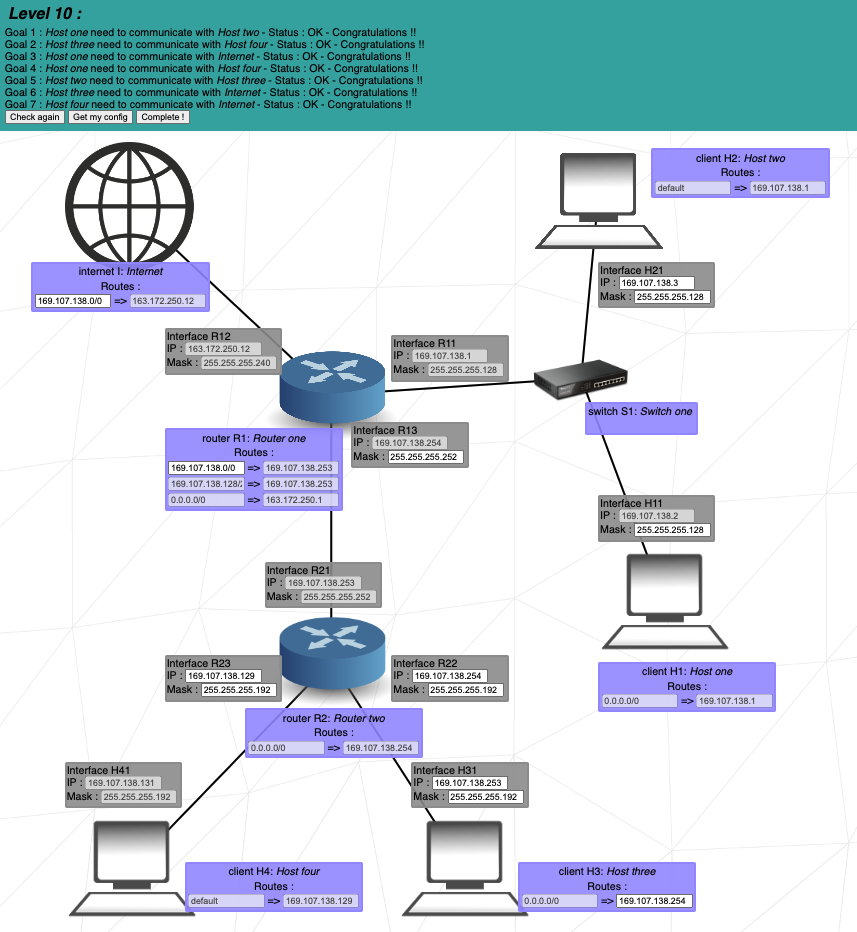 Level 10 :
Goal 1 : Host one need to communicate with Host two - Status : OK - Congratulations !!
Goal 2 : Host three need to communicate with Host four - Status : OK - Congratulations !!
Goal 3 : Host one need to communicate with Internet - Status : OK - Congratulations !!
Goal 4 : Host one need to communicate with Host four - Status : OK - Congratulations !!
Goal 5 : Host two need to communicate with Host three - Status : OK - Congratulations !!
Goal 6 : Host three need to communicate with Internet - Status : OK - Congratulations !!
Goal 7 : Host four need to communicate with Internet - Status : OK - Congratulations !!
Check again Get my config Complete !
client H2: Host two
Routes :
default => 169.107.138.1
internet I: Internet
Routes :
169.107.138.0/0 => 163.172.250.12
Interface H21
IP : 169.107.138.3
Mask : 255.255.255.128
Interface R12
IP : 163.172.250.12
Mask : 255.255.255.240
Interface R11
IP : 169.107.138.1
Mask : 255.255.255.128
switch S1: Switch one
Interface R13
IP : 169.107.138.254
Mask : 255.255.255.252
router R1: Router one
Routes :
169.107.138.0/0 => 169.107.138.253
169.107.138.128/ => 169.107.138.253
0.0.0.0/0 => 163.172.250.1
Interface H11
IP : 169.107.138.2
Mask : 255.255.255.128
Interface R21
IP : 169.107.138.253
Mask : 255.255.255.252
Interface R23
IP : 169.107.138.129
Mask : 255.255.255.192
Interface R22
IP : 169.107.138.254
Mask : 255.255.255.192
client H1: Host one
Routes :
0.0.0.0/0 => 169.107.138.1
router R2: Router two
Routes :
0.0.0.0/0 => 169.107.138.254
Interface H41
IP : 169.107.138.131
Mask : 255.255.255.192
Interface H31
IP : 169.107.138.253
Mask : 255.255.255.192
client H4: Host four
Routes :
default => 169.107.138.129
client H3: Host three
Routes :
0.0.0.0/0 => 169.107.138.254